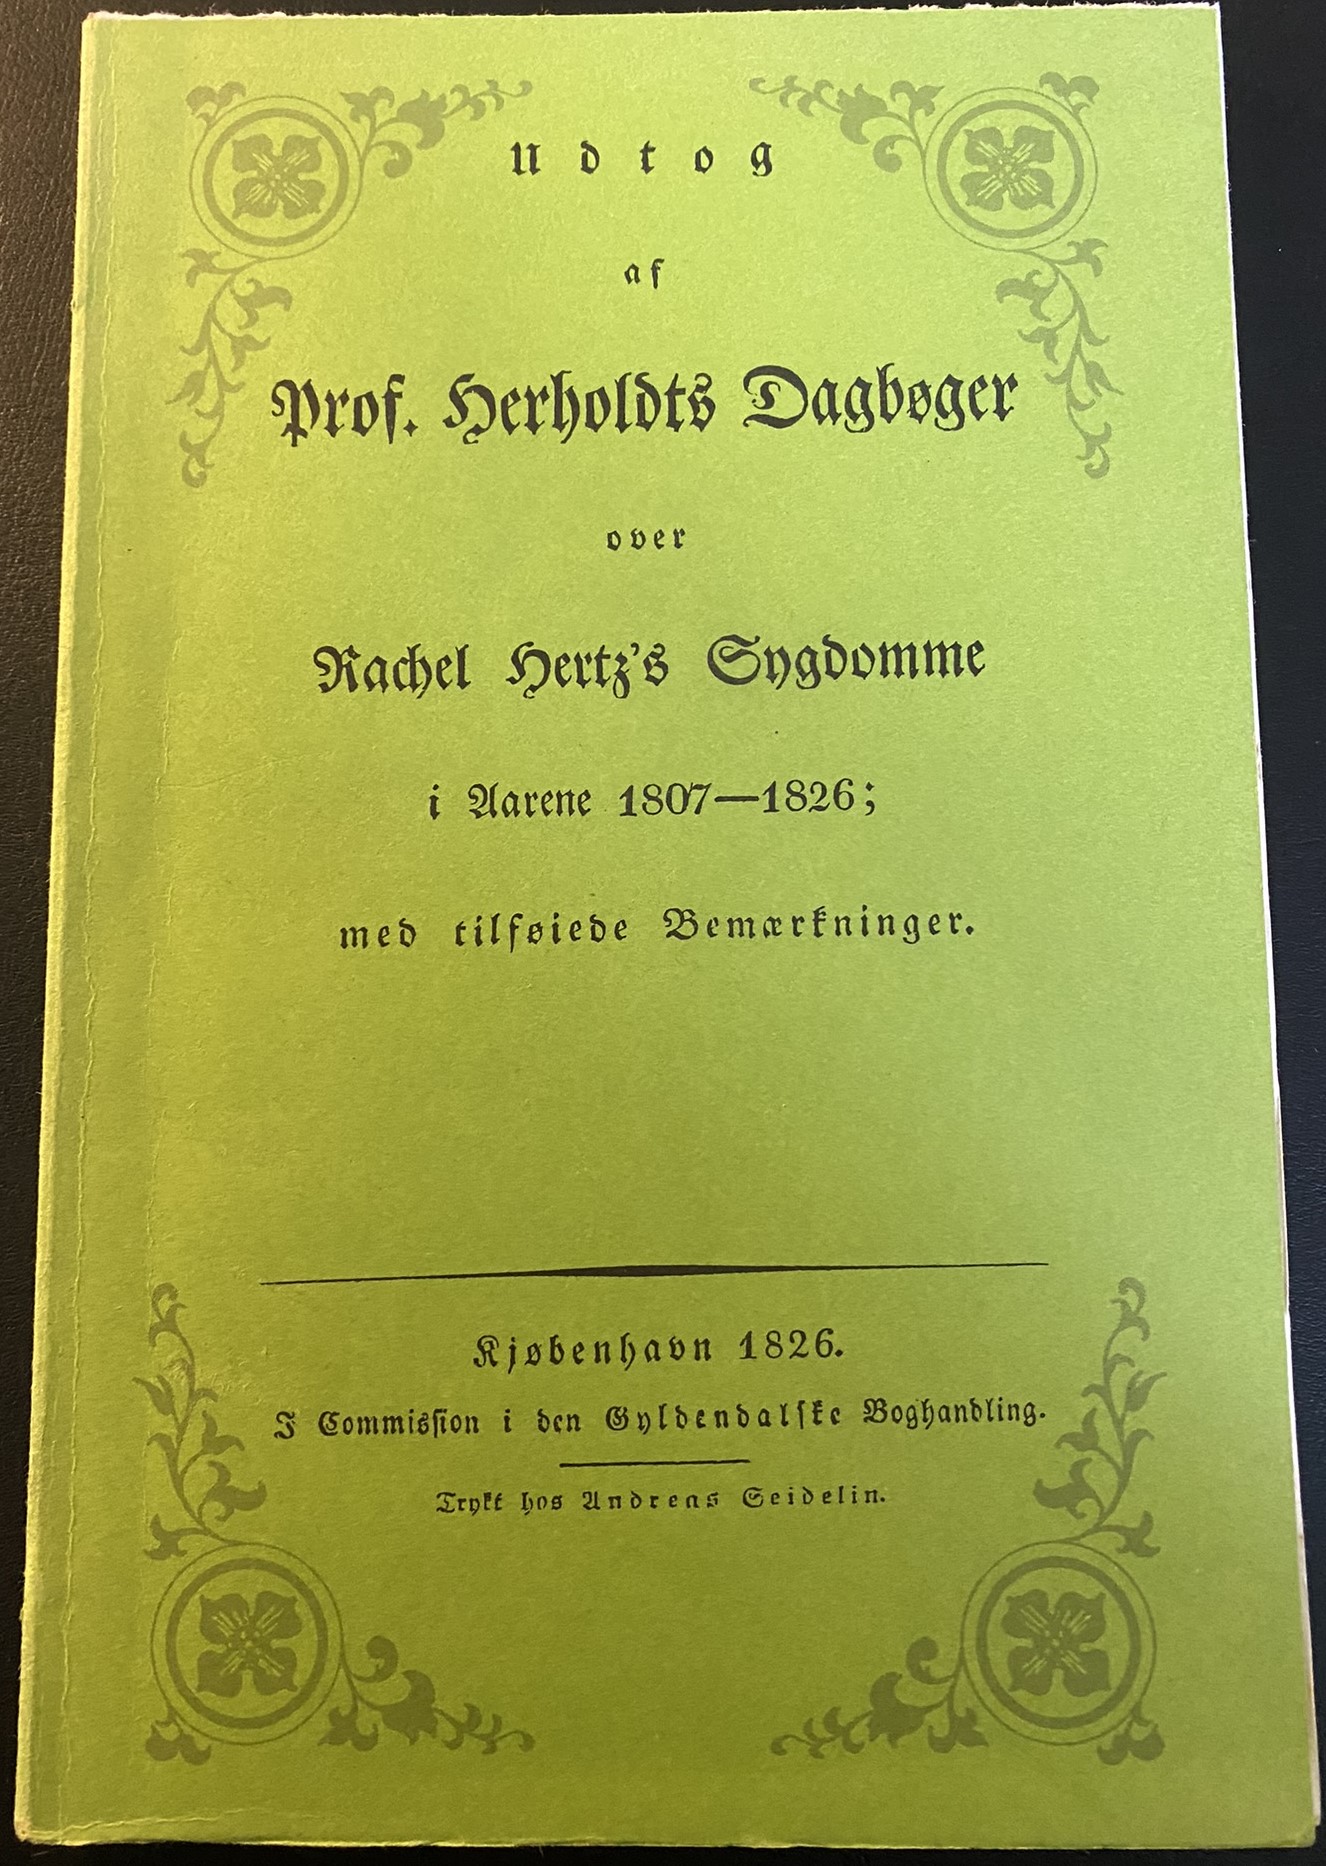 Udtog
af
Prof. Herholdts Dagbøger
over
Rachel Hertz's Sygdomme
i Aarene 1807—1826;
med tilføiede Bemærkninger.
Kjøbenhavn 1826.
I Commission i den Gyldendalske Boghandling.
Trykt hos Andreas Seidelin.